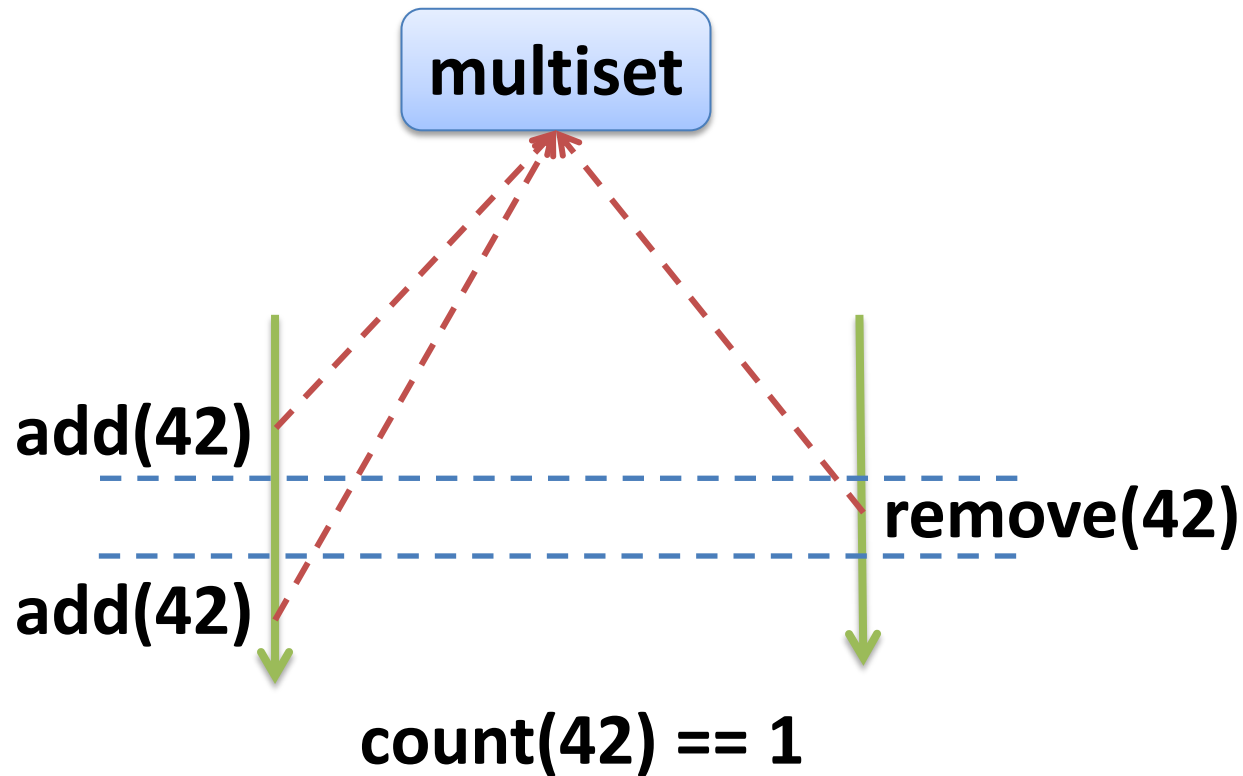 multiset
add(42)
remove(42)
add(42)
count(42) == 1